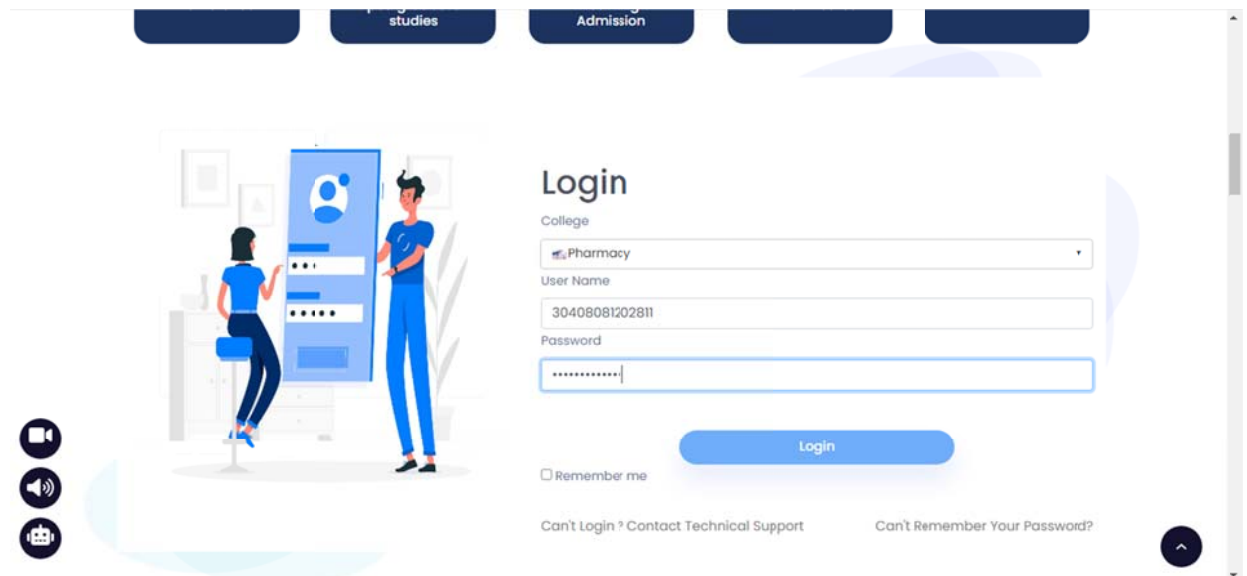 studies
Admission
Login
College
Pharmacy
User Name
30408081202811
Password
•••••••••••••
Login
Remember me
Can't Login ? Contact Technical Support
Can't Remember Your Password?